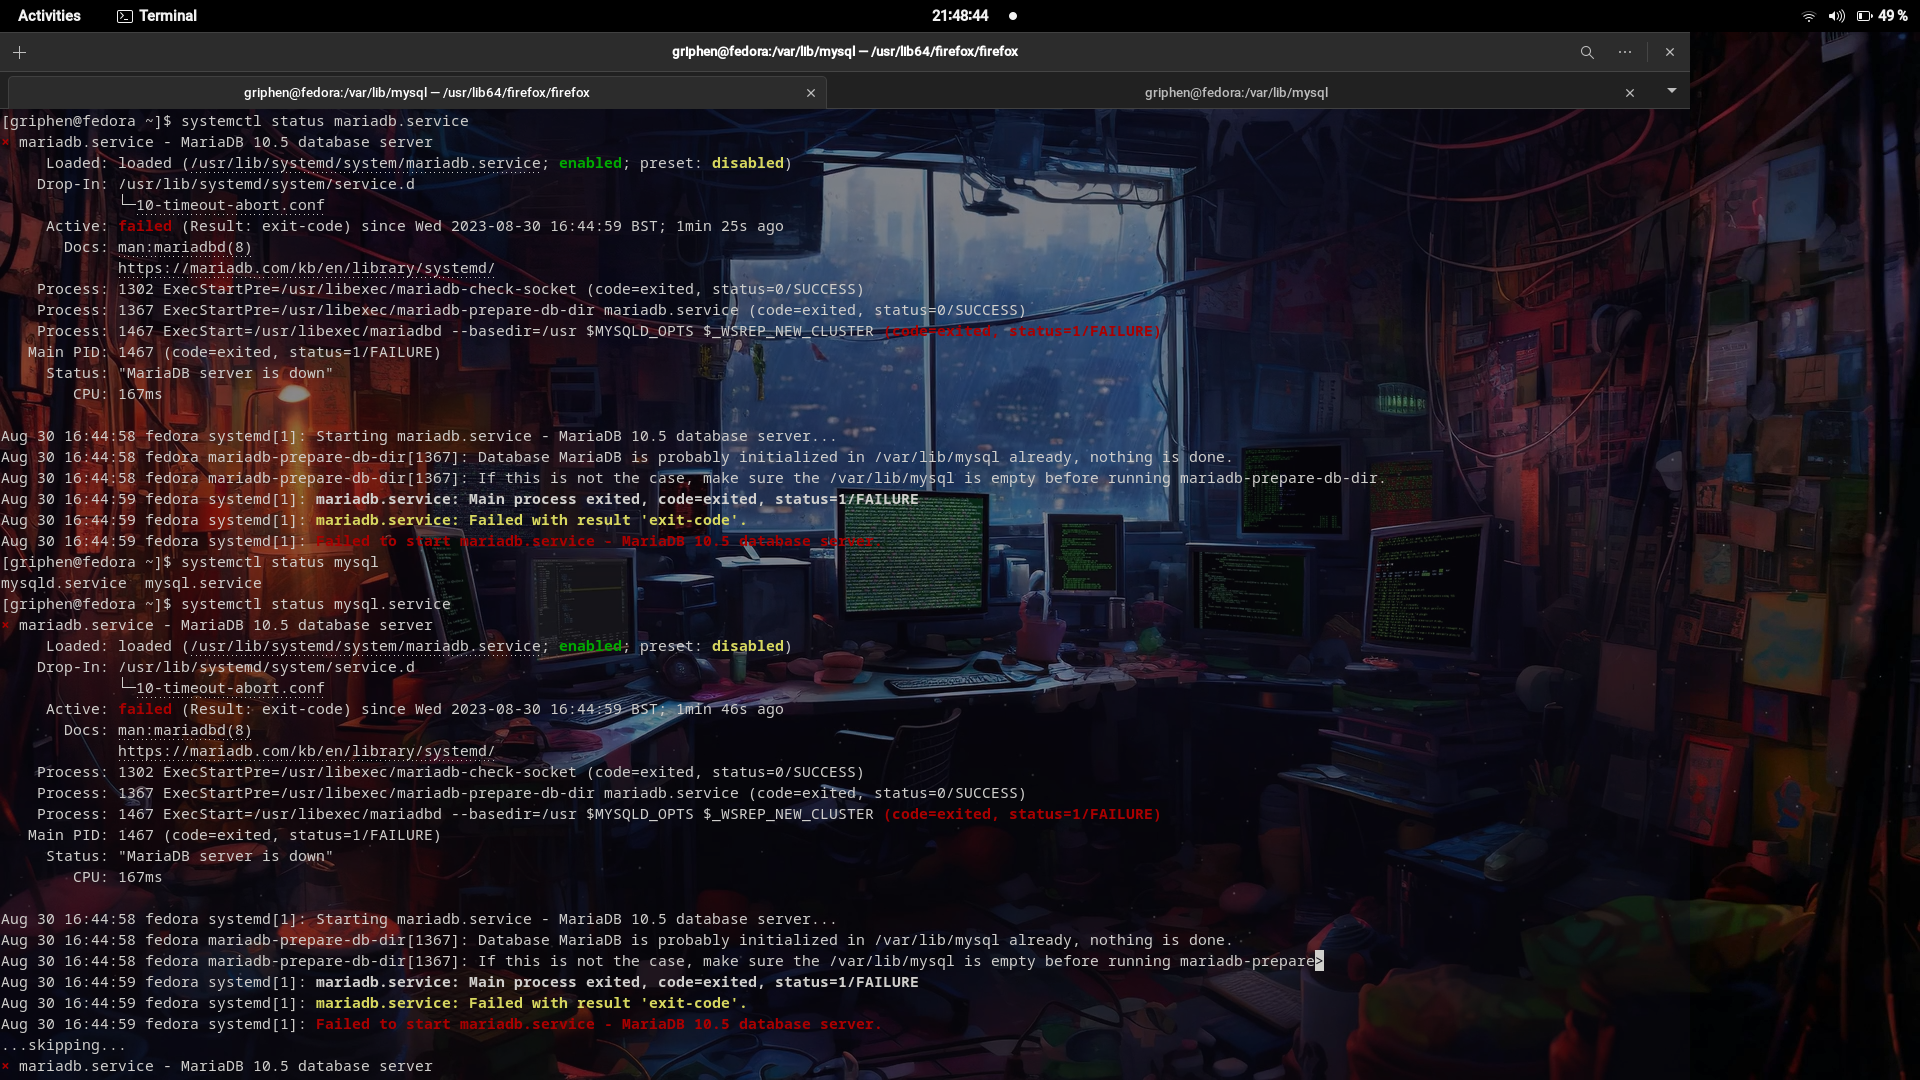 Activities Terminal 21:48:44 49 %
griphen@fedora:/var/lib/mysql — /usr/lib64/firefox/firefox
griphen@fedora:/var/lib/mysql — /usr/lib64/firefox/firefox griphen@fedora:/var/lib/mysql
[griphen@fedora ~]$ systemctl status mariadb.service
× mariadb.service - MariaDB 10.5 database server
Loaded: loaded (/usr/lib/systemd/system/mariadb.service; enabled; preset: disabled)
Drop-In: /usr/lib/systemd/system/service.d
└─10-timeout-abort.conf
Active: failed (Result: exit-code) since Wed 2023-08-30 16:44:59 BST; 1min 25s ago
Docs: man:mariadbd(8)
https://mariadb.com/kb/en/library/systemd/
Process: 1302 ExecStartPre=/usr/libexec/mariadb-check-socket (code=exited, status=0/SUCCESS)
Process: 1367 ExecStartPre=/usr/libexec/mariadb-prepare-db-dir mariadb.service (code=exited, status=0/SUCCESS)
Process: 1467 ExecStart=/usr/libexec/mariadbd --basedir=/usr $MYSQLD_OPTS $_WSREP_NEW_CLUSTER (code=exited, status=1/FAILURE)
Main PID: 1467 (code=exited, status=1/FAILURE)
Status: "MariaDB server is down"
CPU: 167ms
Aug 30 16:44:58 fedora systemd[1]: Starting mariadb.service - MariaDB 10.5 database server...
Aug 30 16:44:58 fedora mariadb-prepare-db-dir[1367]: Database MariaDB is probably initialized in /var/lib/mysql already, nothing is done.
Aug 30 16:44:58 fedora mariadb-prepare-db-dir[1367]: If this is not the case, make sure the /var/lib/mysql is empty before running mariadb-prepare-db-dir.
Aug 30 16:44:59 fedora systemd[1]: mariadb.service: Main process exited, code=exited, status=1/FAILURE
Aug 30 16:44:59 fedora systemd[1]: mariadb.service: Failed with result 'exit-code'.
Aug 30 16:44:59 fedora systemd[1]: Failed to start mariadb.service - MariaDB 10.5 database server.
[griphen@fedora ~]$ systemctl status mysql
mysqld.service mysql.service
[griphen@fedora ~]$ systemctl status mysql.service
× mariadb.service - MariaDB 10.5 database server
Loaded: loaded (/usr/lib/systemd/system/mariadb.service; enabled; preset: disabled)
Drop-In: /usr/lib/systemd/system/service.d
└─10-timeout-abort.conf
Active: failed (Result: exit-code) since Wed 2023-08-30 16:44:59 BST; 1min 46s ago
Docs: man:mariadbd(8)
https://mariadb.com/kb/en/library/systemd/
Process: 1302 ExecStartPre=/usr/libexec/mariadb-check-socket (code=exited, status=0/SUCCESS)
Process: 1367 ExecStartPre=/usr/libexec/mariadb-prepare-db-dir mariadb.service (code=exited, status=0/SUCCESS)
Process: 1467 ExecStart=/usr/libexec/mariadbd --basedir=/usr $MYSQLD_OPTS $_WSREP_NEW_CLUSTER (code=exited, status=1/FAILURE)
Main PID: 1467 (code=exited, status=1/FAILURE)
Status: "MariaDB server is down"
CPU: 167ms
Aug 30 16:44:58 fedora systemd[1]: Starting mariadb.service - MariaDB 10.5 database server...
Aug 30 16:44:58 fedora mariadb-prepare-db-dir[1367]: Database MariaDB is probably initialized in /var/lib/mysql already, nothing is done.
Aug 30 16:44:58 fedora mariadb-prepare-db-dir[1367]: If this is not the case, make sure the /var/lib/mysql is empty before running mariadb-prepare>
Aug 30 16:44:59 fedora systemd[1]: mariadb.service: Main process exited, code=exited, status=1/FAILURE
Aug 30 16:44:59 fedora systemd[1]: mariadb.service: Failed with result 'exit-code'.
Aug 30 16:44:59 fedora systemd[1]: Failed to start mariadb.service - MariaDB 10.5 database server.
...skipping...
× mariadb.service - MariaDB 10.5 database server